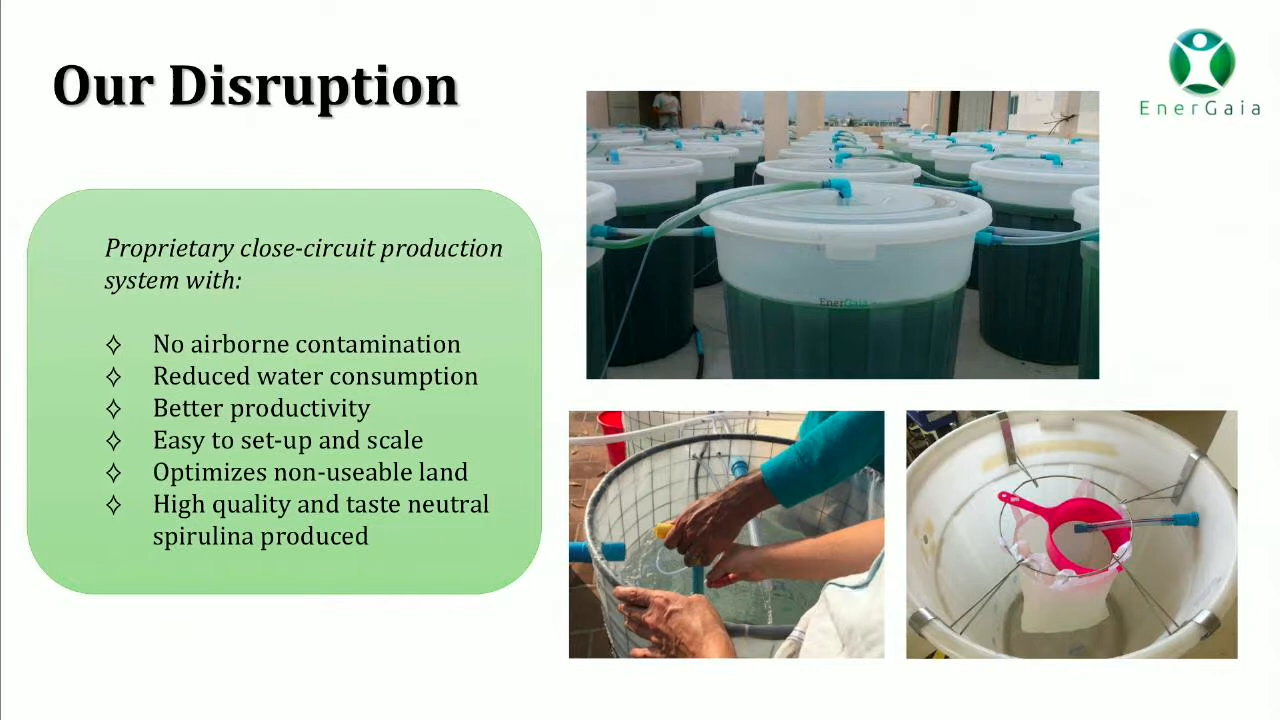 Our Disruption
EnerGaia
Proprietary close-circuit production
system with:
✧ No airborne contamination
✧ Reduced water consumption
✧ Better productivity
✧ Easy to set-up and scale
✧ Optimizes non-useable land
✧ High quality and taste neutral
spirulina produced
EnerGaia